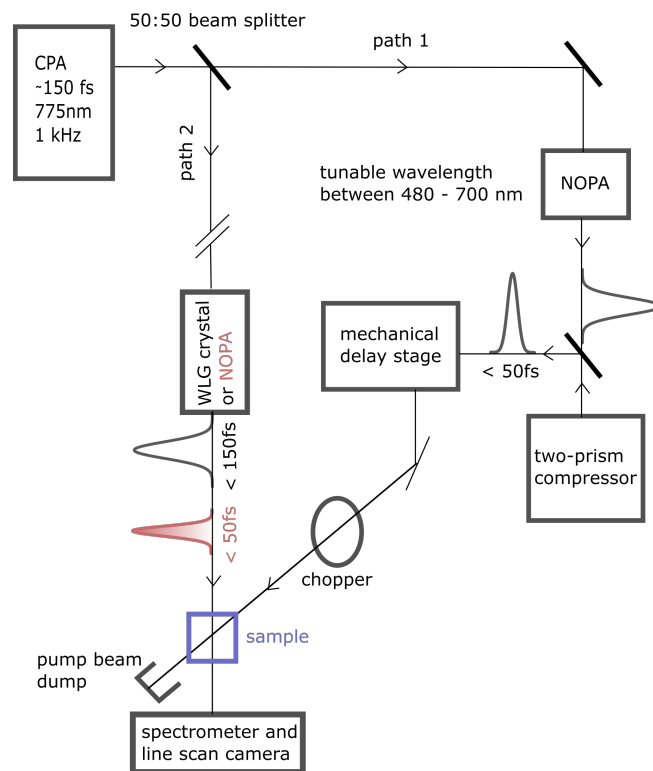 50:50 beam splitter
CPA
~150 fs
775nm
1 kHz
path 1
path 2
tunable wavelength
between 480 - 700 nm
NOPA
mechanical
delay stage
< 50fs
WLG crystal
or NOPA
< 150fs
< 50fs
two-prism
compressor
chopper
sample
pump beam
dump
spectrometer and
line scan camera